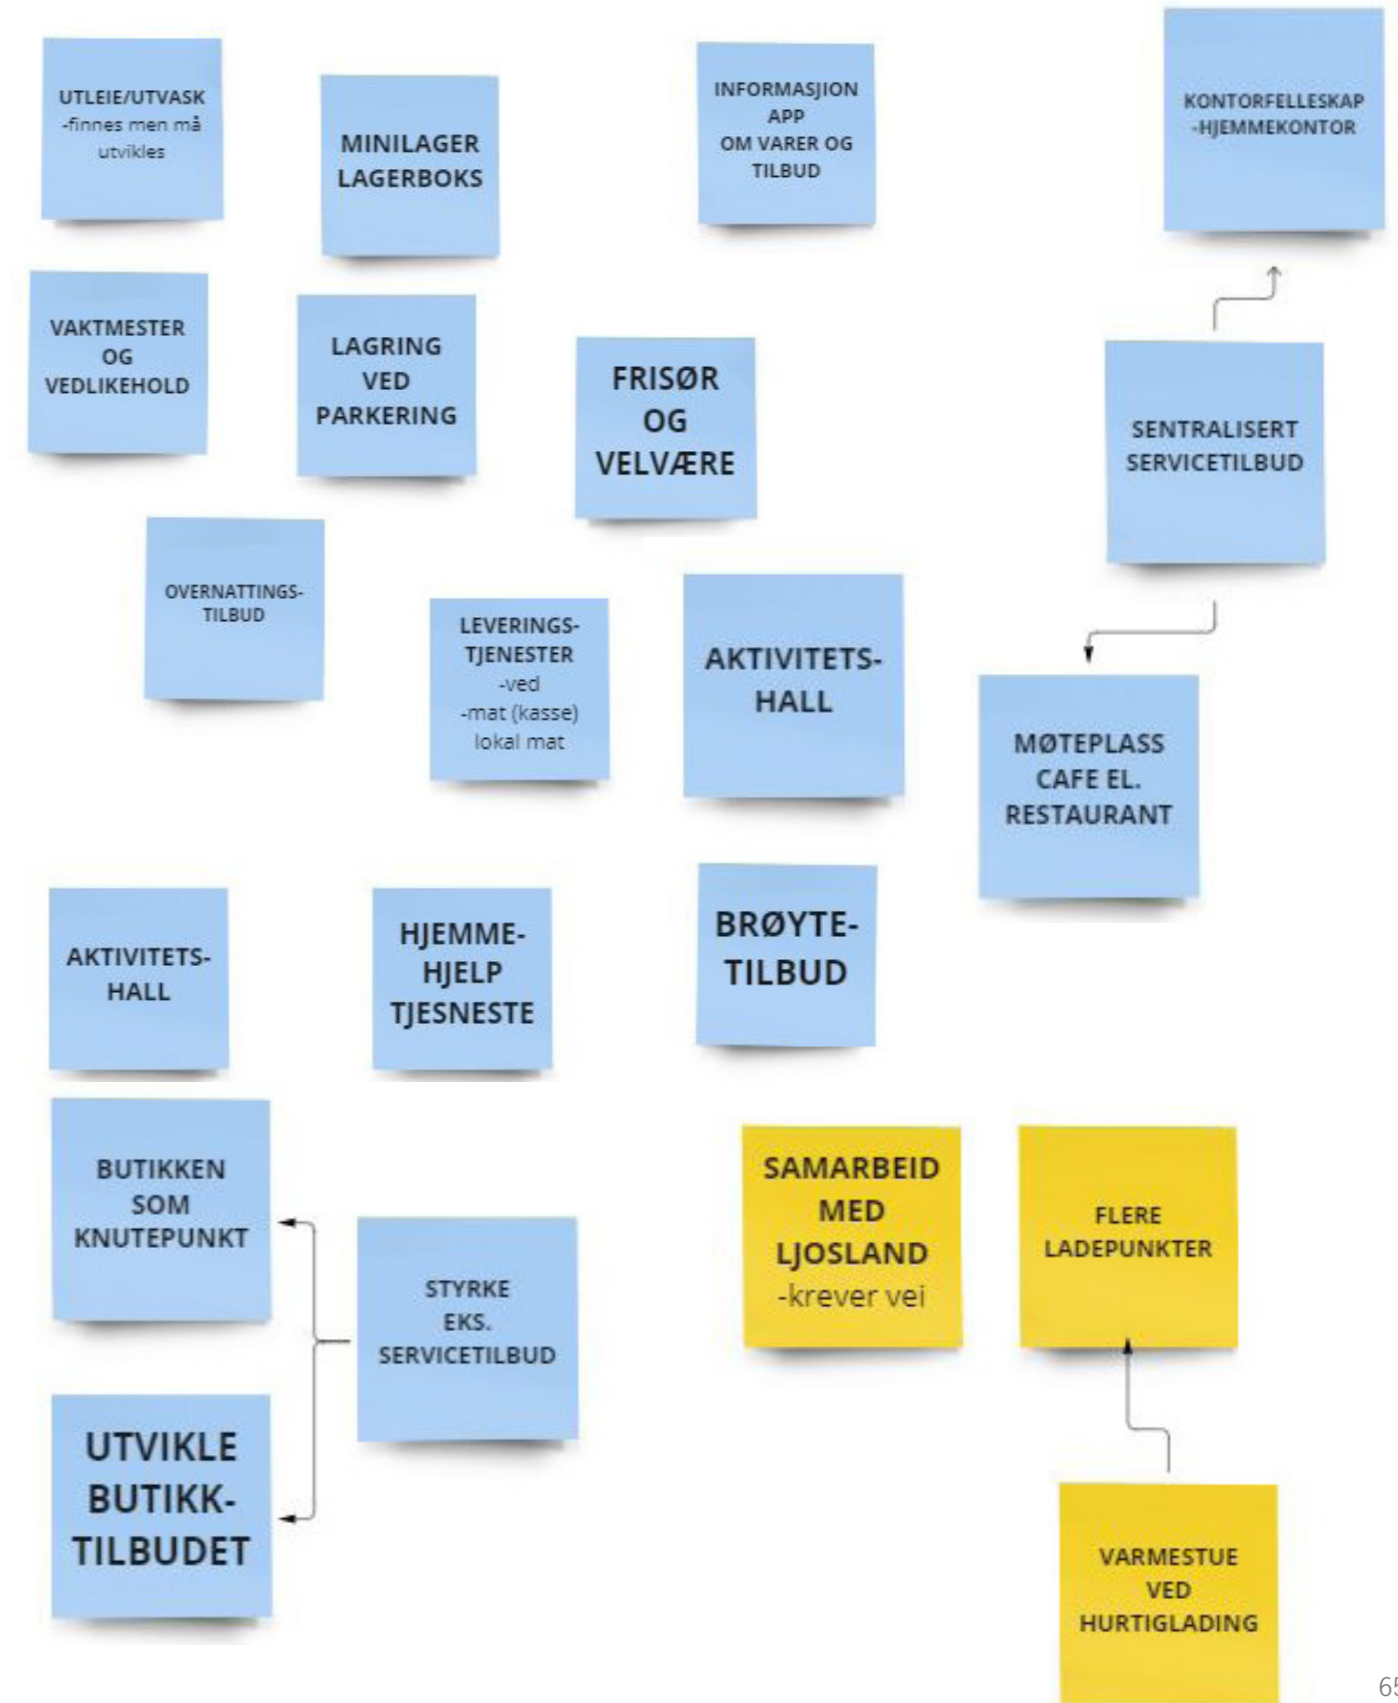 UTLEIE/UTVASK
-finnes men må
utvikles
MINILAGER
LAGERBOKS
INFORMASJON
APP
OM VARER OG
TILBUD
KONTORFELLESKAP
-HJEMMEKONTOR
VAKTMESTER
OG
VEDLIKEHOLD
LAGRING
VED
PARKERING
FRISØR
OG
VELVÆRE
SENTRALISERT
SERVICETILBUD
OVERNATTINGS-
TILBUD
LEVERINGS-
TJENESTER
-ved
-mat (kasse)
lokal mat
AKTIVITETS-
HALL
MØTEPLASS
CAFE EL.
RESTAURANT
AKTIVITETS-
HALL
HJEMME-
HJELP
TJESNESTE
BRØYTE-
TILBUD
BUTIKKEN
SOM
KNUTEPUNKT
STYRKE
EKS.
SERVICETILBUD
UTVIKLE
BUTIKK-
TILBUDET
SAMARBEID
MED
LJOSLAND
-krever vei
FLERE
LADEPUNKTER
VARMESTUE
VED
HURTIGLADING
65